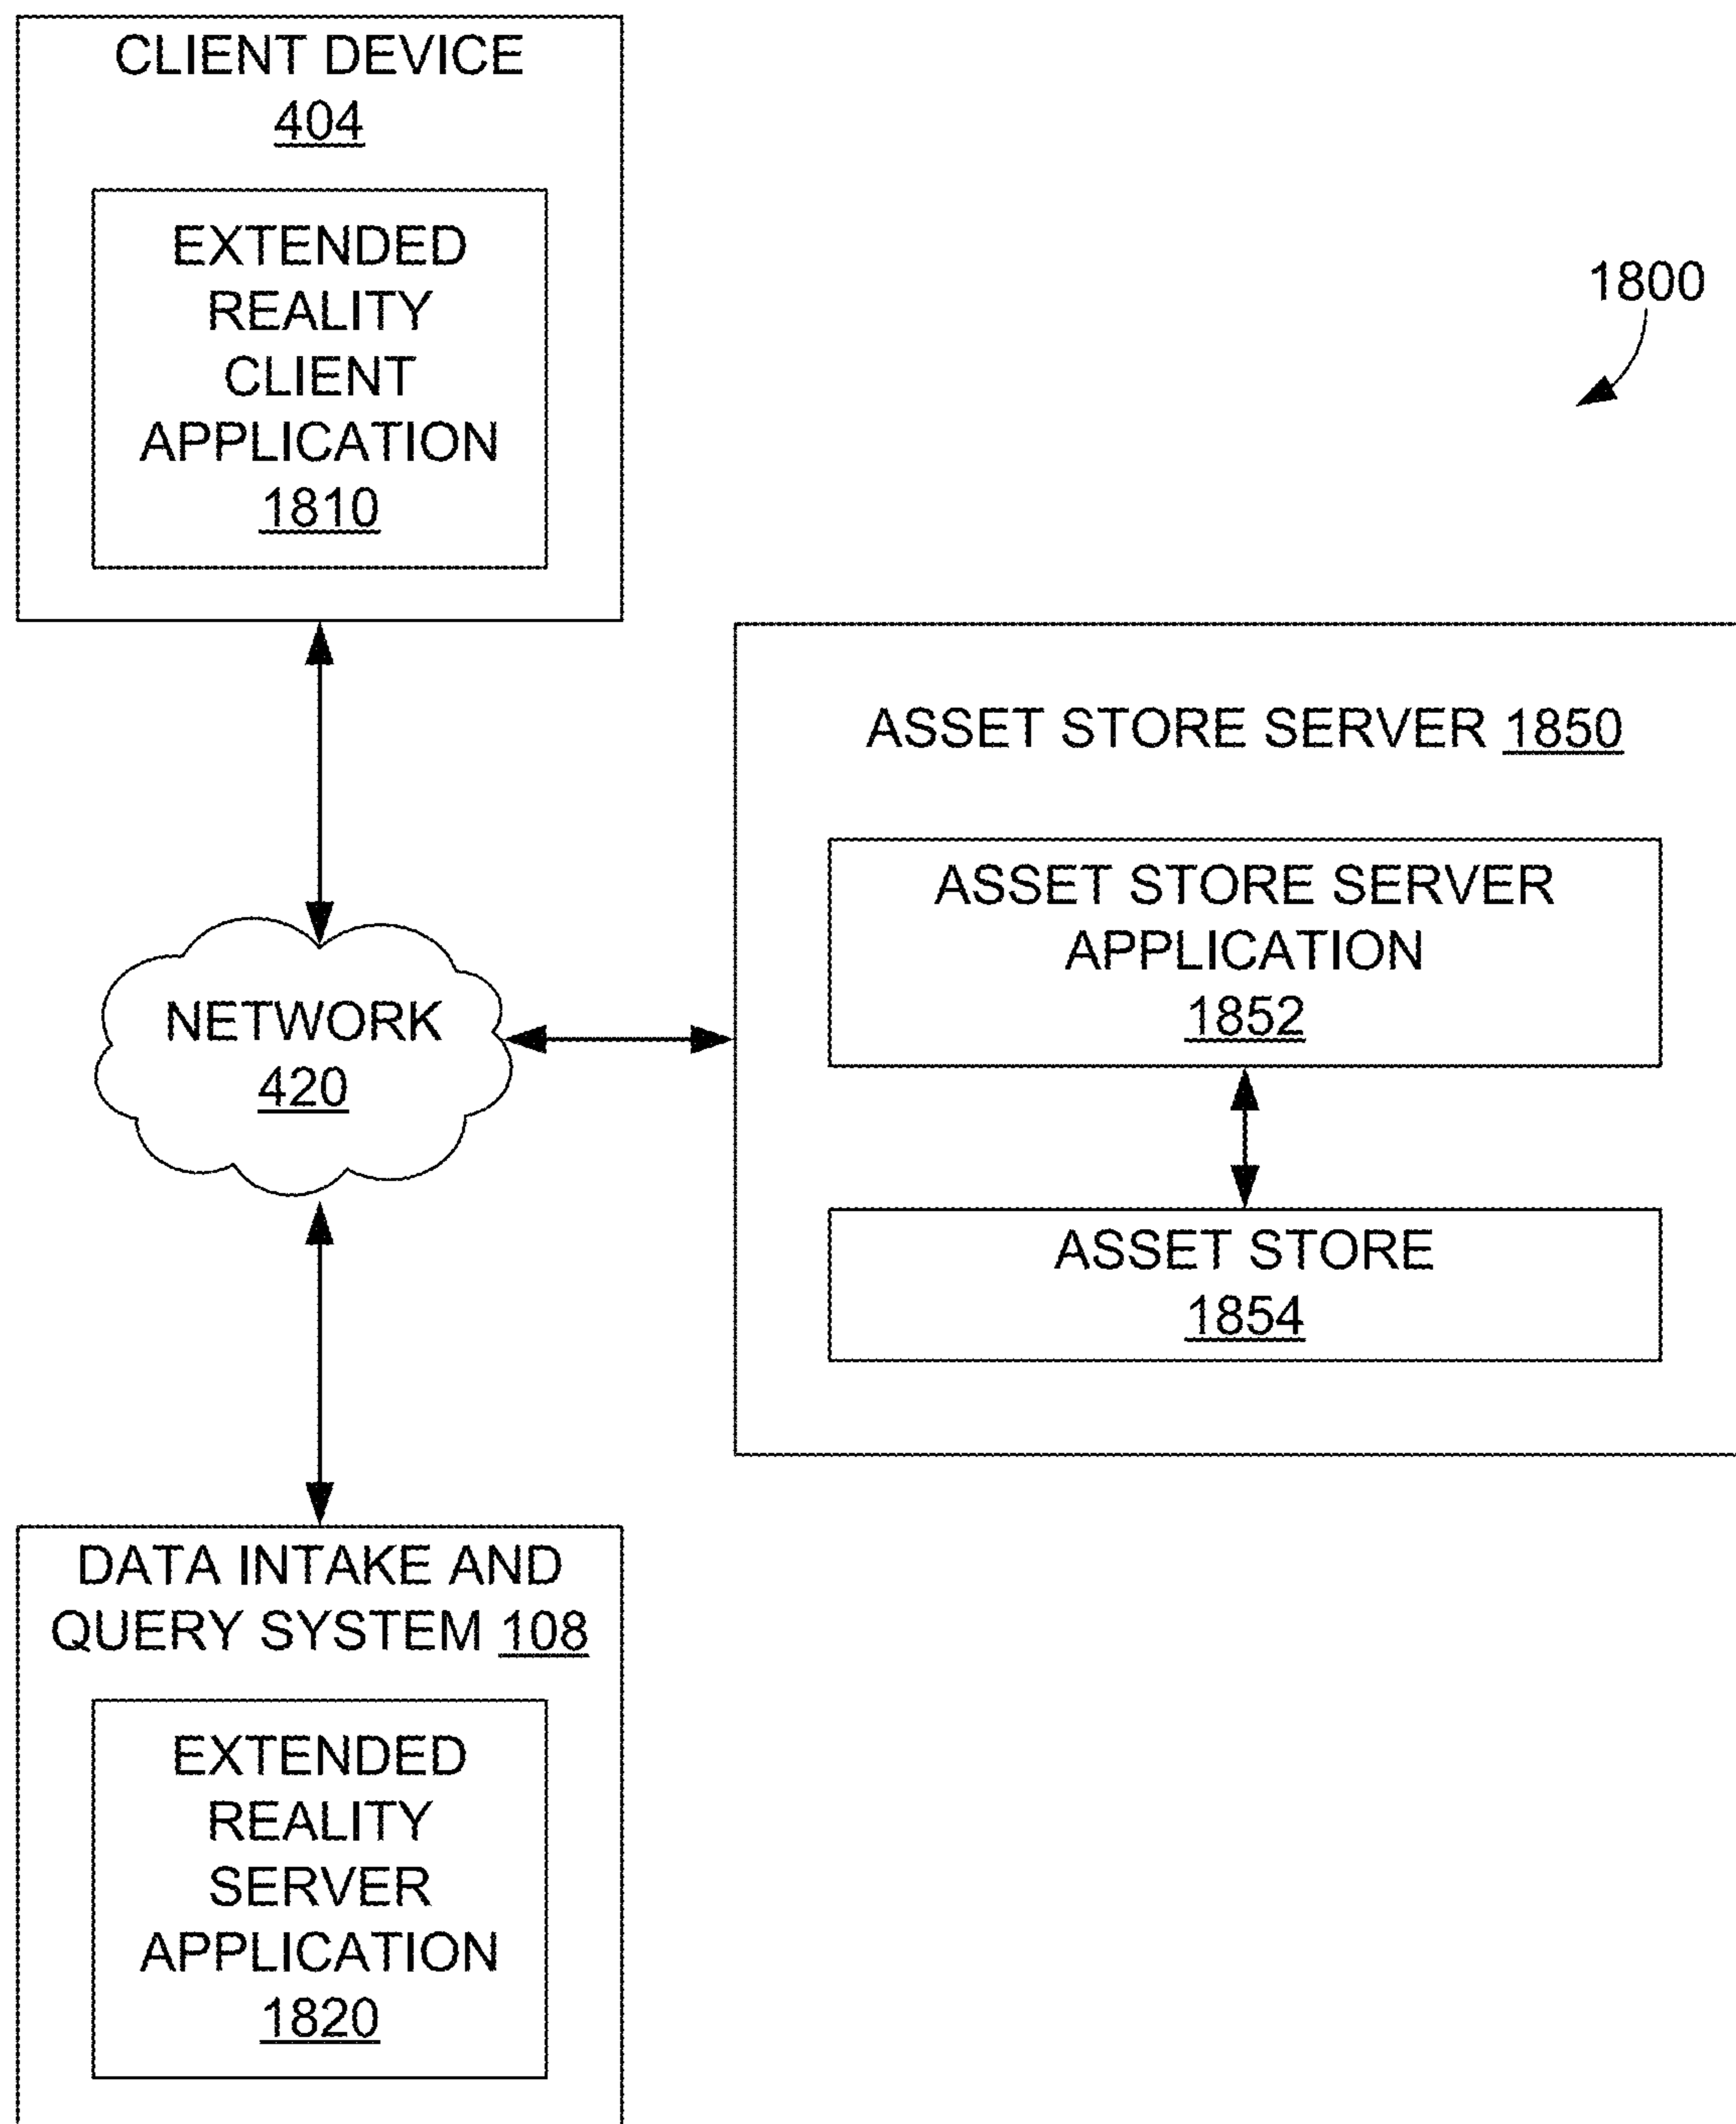 CLIENT DEVICE
404
EXTENDED
REALITY
CLIENT
APPLICATION
1810
1800
ASSET STORE SERVER 1850
ASSET STORE SERVER
APPLICATION
1852
NETWORK
420
ASSET STORE
1854
DATA INTAKE AND
QUERY SYSTEM 108
EXTENDED
REALITY
SERVER
APPLICATION
1820